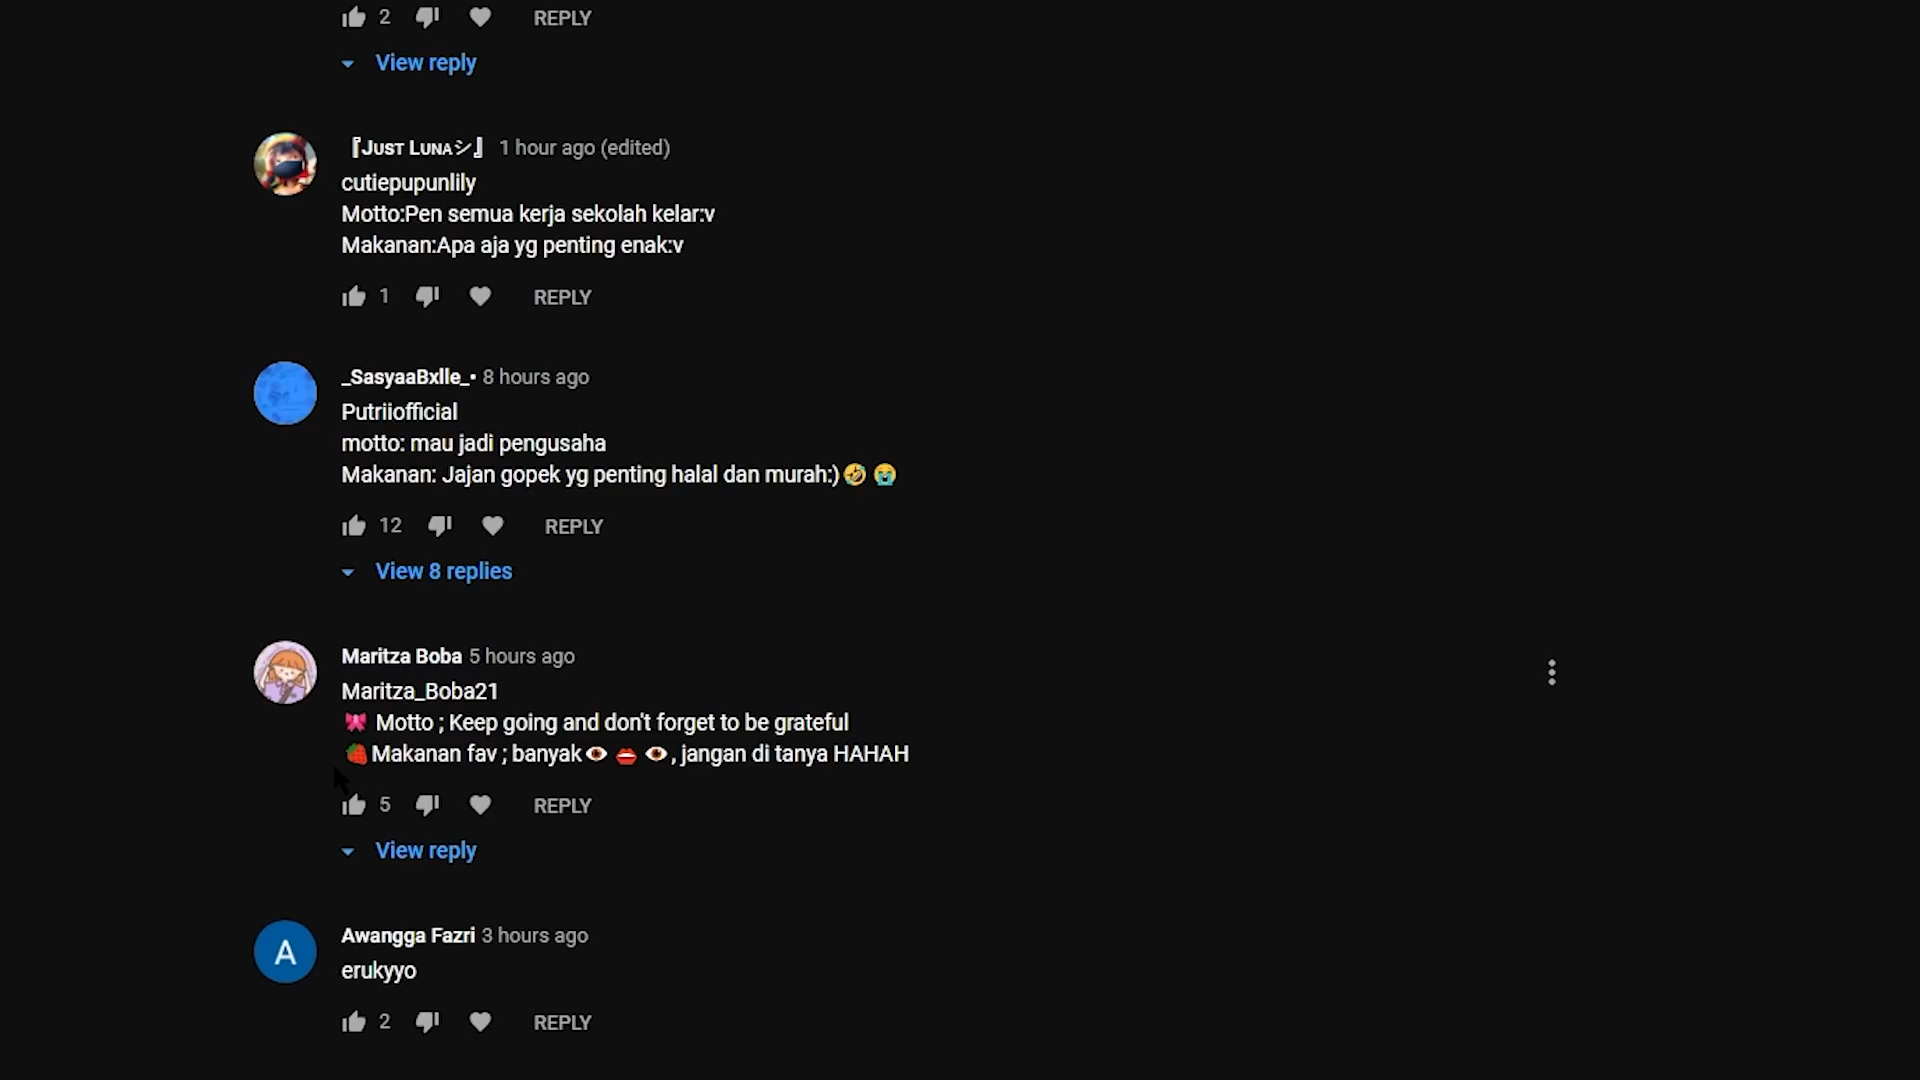 2 REPLY
View reply
『Jᴜsᴛ Lᴜɴᴀシ』 1 hour ago (edited)
cutiepupunlily
Motto:Pen semua kerja sekolah kelar:v
Makanan:Apa aja yg penting enak:v
1 REPLY
_SasyaaBxlle_• 8 hours ago
Putriiofficial
motto: mau jadi pengusaha
Makanan: Jajan gopek yg penting halal dan murah:)🤣😭
12 REPLY
View 8 replies
Maritza Boba 5 hours ago
Maritza_Boba21
🎀 Motto ; Keep going and don't forget to be grateful
🍓Makanan fav ; banyak👁️👄👁️, jangan di tanya HAHAH
5 REPLY
View reply
A
Awangga Fazri 3 hours ago
erukyyo
2 REPLY